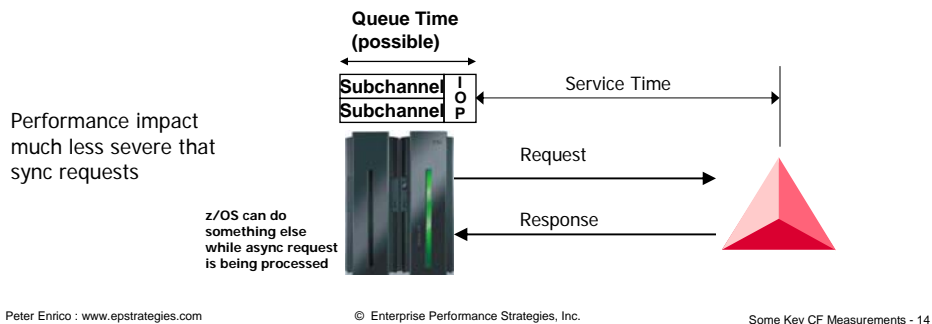 Queue Time
(possible)
Subchannel
Subchannel
I
O
P
Service Time
Performance impact
much less severe that
sync requests
Request
Response
z/OS can do
something else
while async request
is being processed
Peter Enrico : www.epstrategies.com
© Enterprise Performance Strategies, Inc.
Some Key CF Measurements - 14